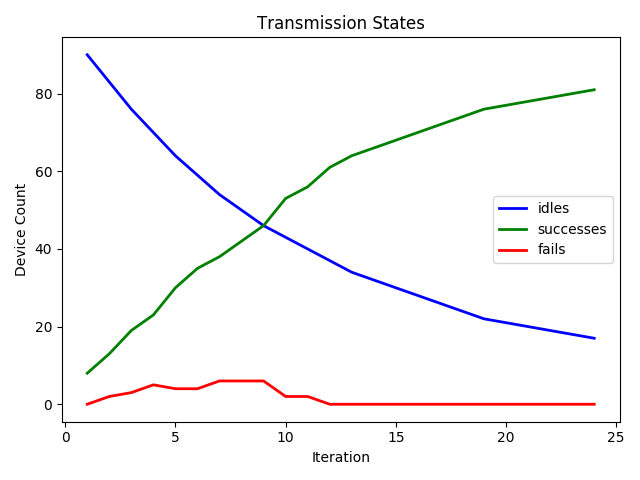 Transmission States
Device Count
80
60
40
20
0
idles
successes
fails
0 5 10 15 20 25
Iteration